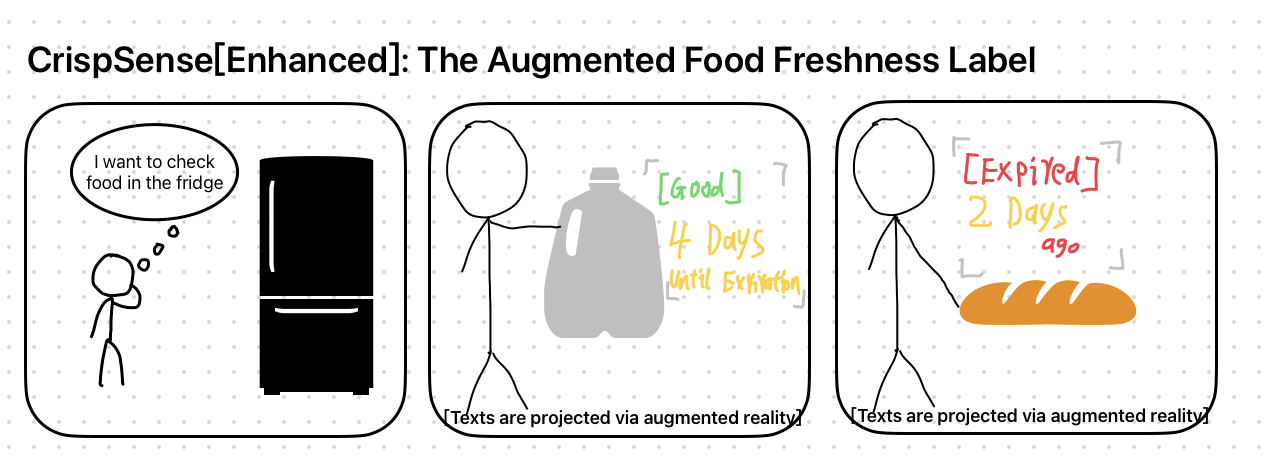 CrispSense[Enhanced]: The Augmented Food Freshness Label
I want to check
food in the fridge
[Good]
4 Days
Until Expiration
[Texts are projected via augmented reality]
[Expired]
2 Days
ago
[Texts are projected via augmented reality]